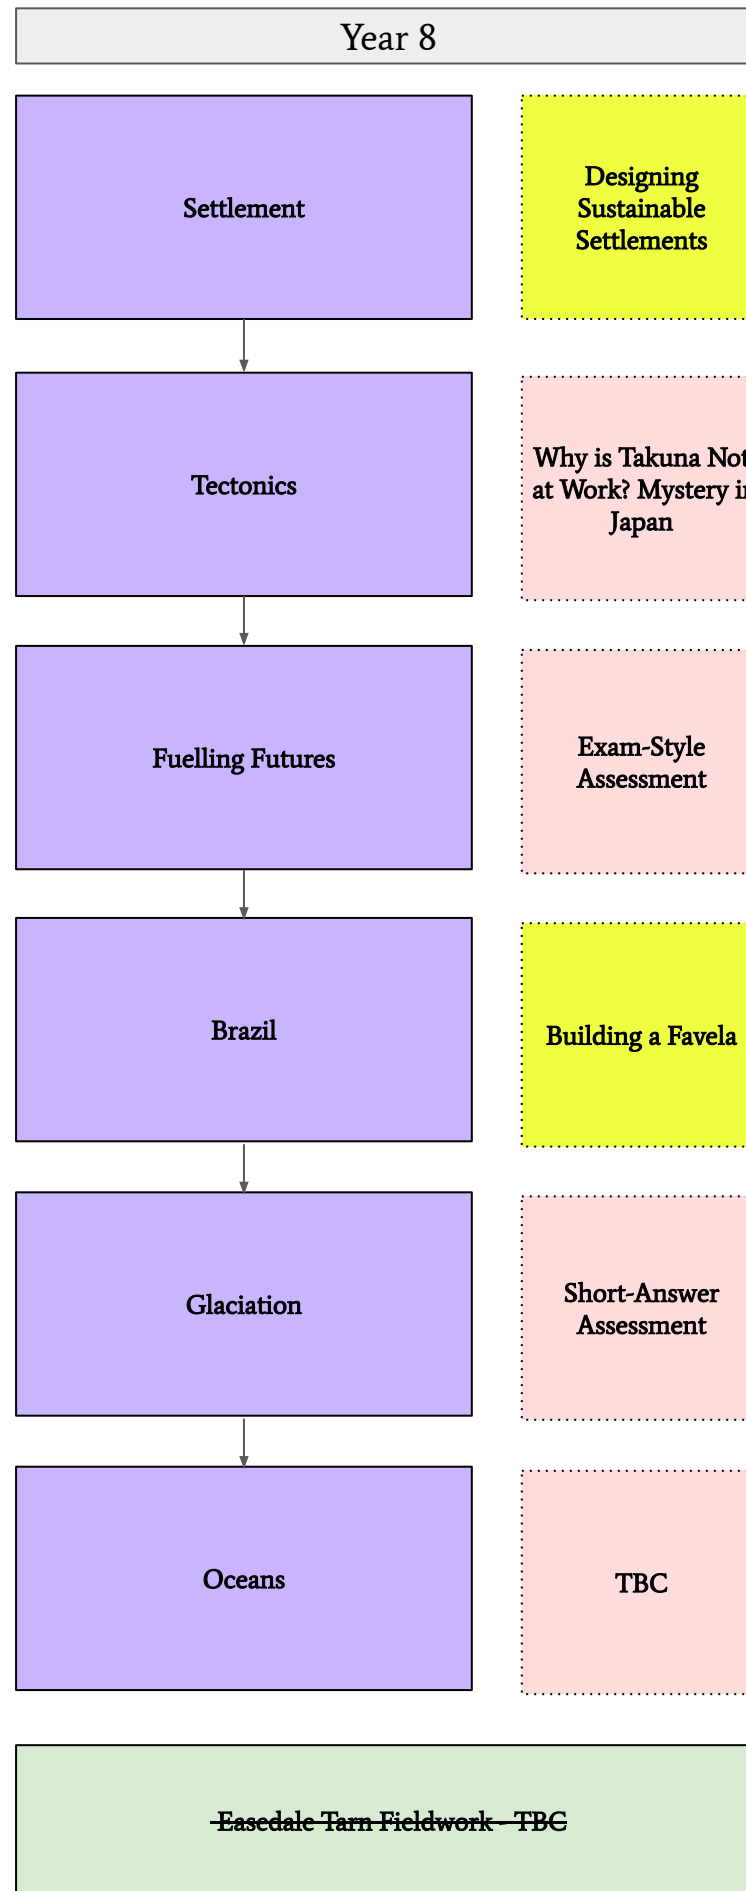 Year 8
Settlement
Designing
Sustainable
Settlements
Tectonics
Why is Takuna Not
at Work? Mystery in
Japan
Fuelling Futures
Exam-Style
Assessment
Brazil
Building a Favela
Glaciation
Short-Answer
Assessment
Oceans
TBC
Easedale Tarn Fieldwork - TBC